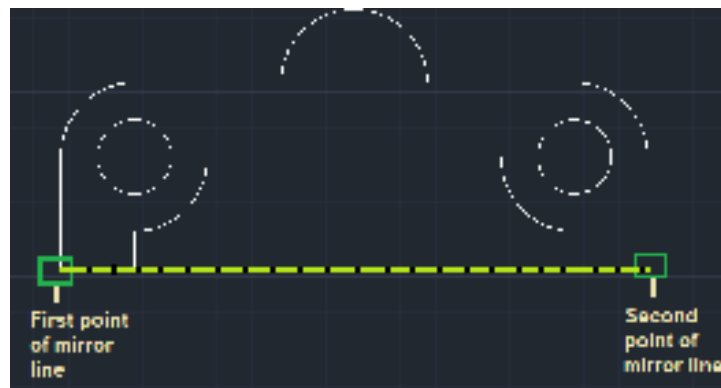 First point
of mirror
line
Second
point of
mirror line